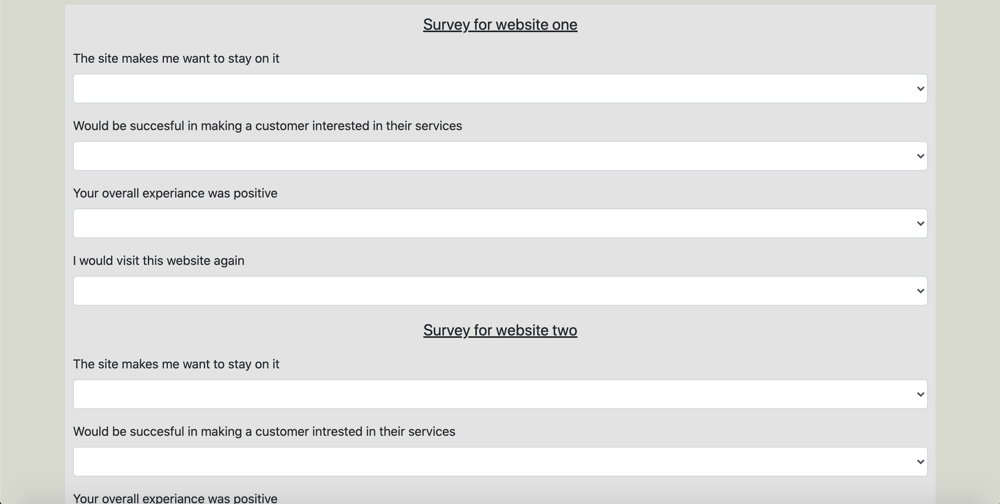 Survey for website one
The site makes me want to stay on it
Would be succesful in making a customer interested in their services
Your overall experiance was positive
I would visit this website again
Survey for website two
The site makes me want to stay on it
Would be succesful in making a customer intrested in their services
Your overall experiance was positive